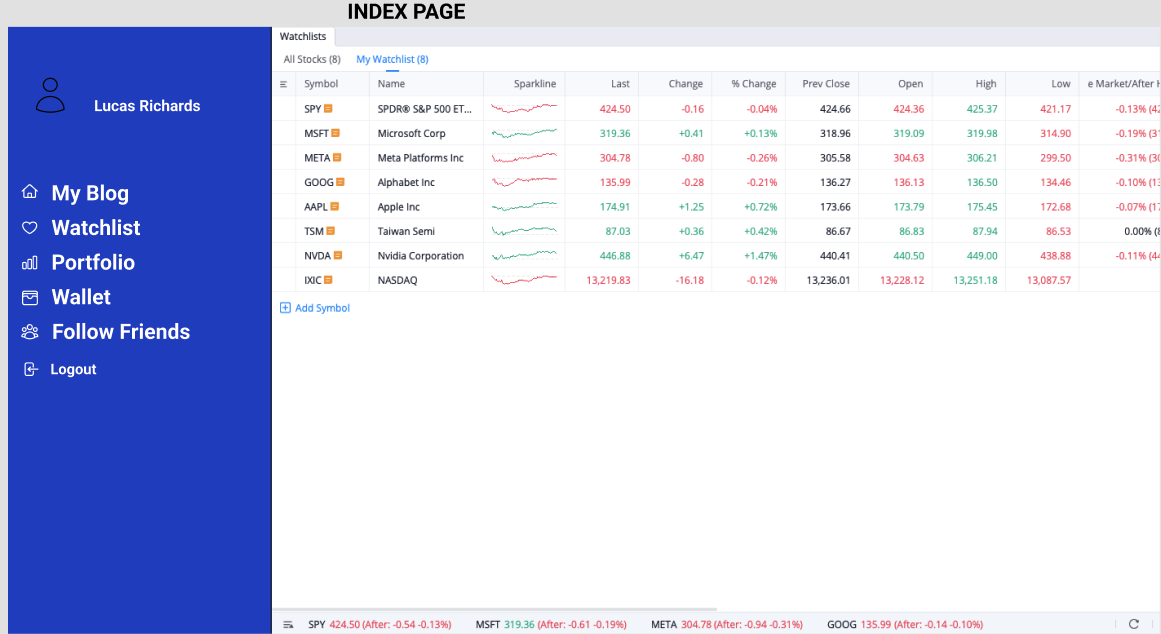 INDEX PAGE
Lucas Richards
My Blog
Watchlist
Portfolio
Wallet
Follow Friends
Logout
Watchlists
All Stocks (8) My Watchlist (8)
Symbol Name Sparkline Last Change % Change Prev Close Open High Low e Market/After H
SPY SPDR® S&P 500 ET... 424.50 -0.16 -0.04% 424.66 424.36 425.37 421.17 -0.13% (42
MSFT Microsoft Corp 319.36 +0.41 +0.13% 318.96 319.09 319.98 314.90 -0.19% (31
META Meta Platforms Inc 304.78 -0.80 -0.26% 305.58 304.63 306.21 299.50 -0.31% (30
GOOG Alphabet Inc 135.99 -0.28 -0.21% 136.27 136.13 136.50 134.46 -0.10% (13
AAPL Apple Inc 174.91 +1.25 +0.72% 173.66 173.79 175.45 172.68 -0.07% (17
TSM Taiwan Semi 87.03 +0.36 +0.42% 86.67 86.83 87.94 86.53 0.00% (8
NVDA Nvidia Corporation 446.88 +6.47 +1.47% 440.41 440.50 449.00 438.88 -0.11% (44
IXIC NASDAQ 13,219.83 -16.18 -0.12% 13,236.01 13,228.12 13,251.18 13,087.57
Add Symbol
SPY 424.50 (After: -0.54 -0.13%) MSFT 319.36 (After: -0.61 -0.19%) META 304.78 (After: -0.94 -0.31%) GOOG 135.99 (After: -0.14 -0.10%)